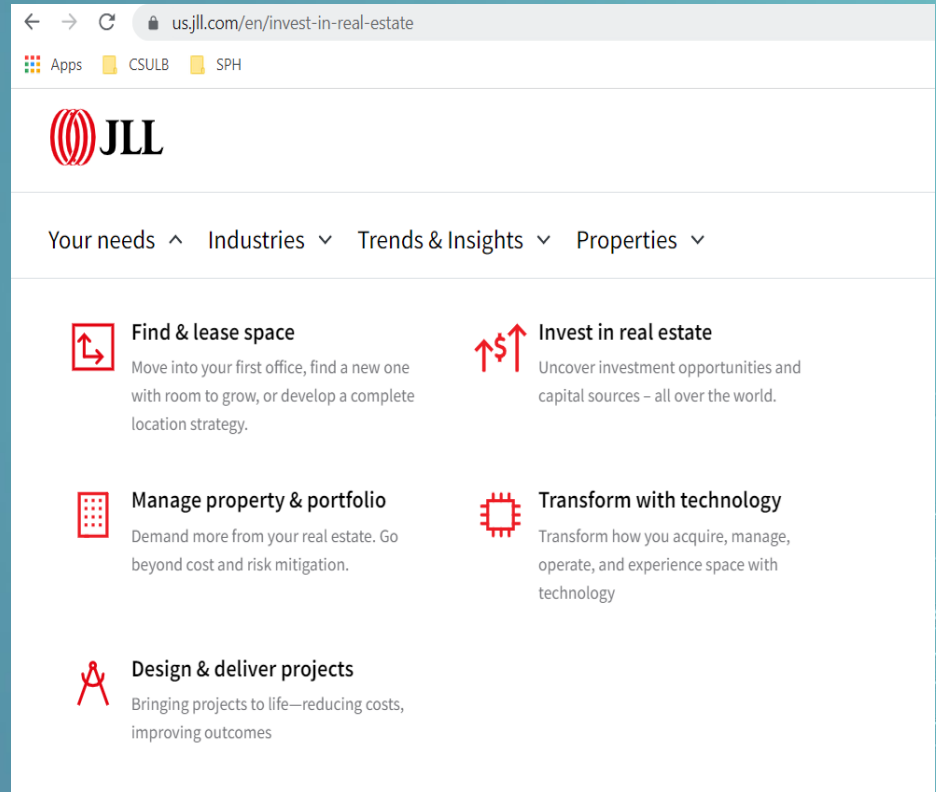 us.jll.com/en/invest-in-real-estate
Apps CSULB SPH
JLL
Your needs Industries Trends & Insights Properties
Find & lease space
Move into your first office, find a new one
with room to grow, or develop a complete
location strategy.
Invest in real estate
Uncover investment opportunities and
capital sources – all over the world.
Manage property & portfolio
Demand more from your real estate. Go
beyond cost and risk mitigation.
Transform with technology
Transform how you acquire, manage,
operate, and experience space with
technology
Design & deliver projects
Bringing projects to life—reducing costs,
improving outcomes